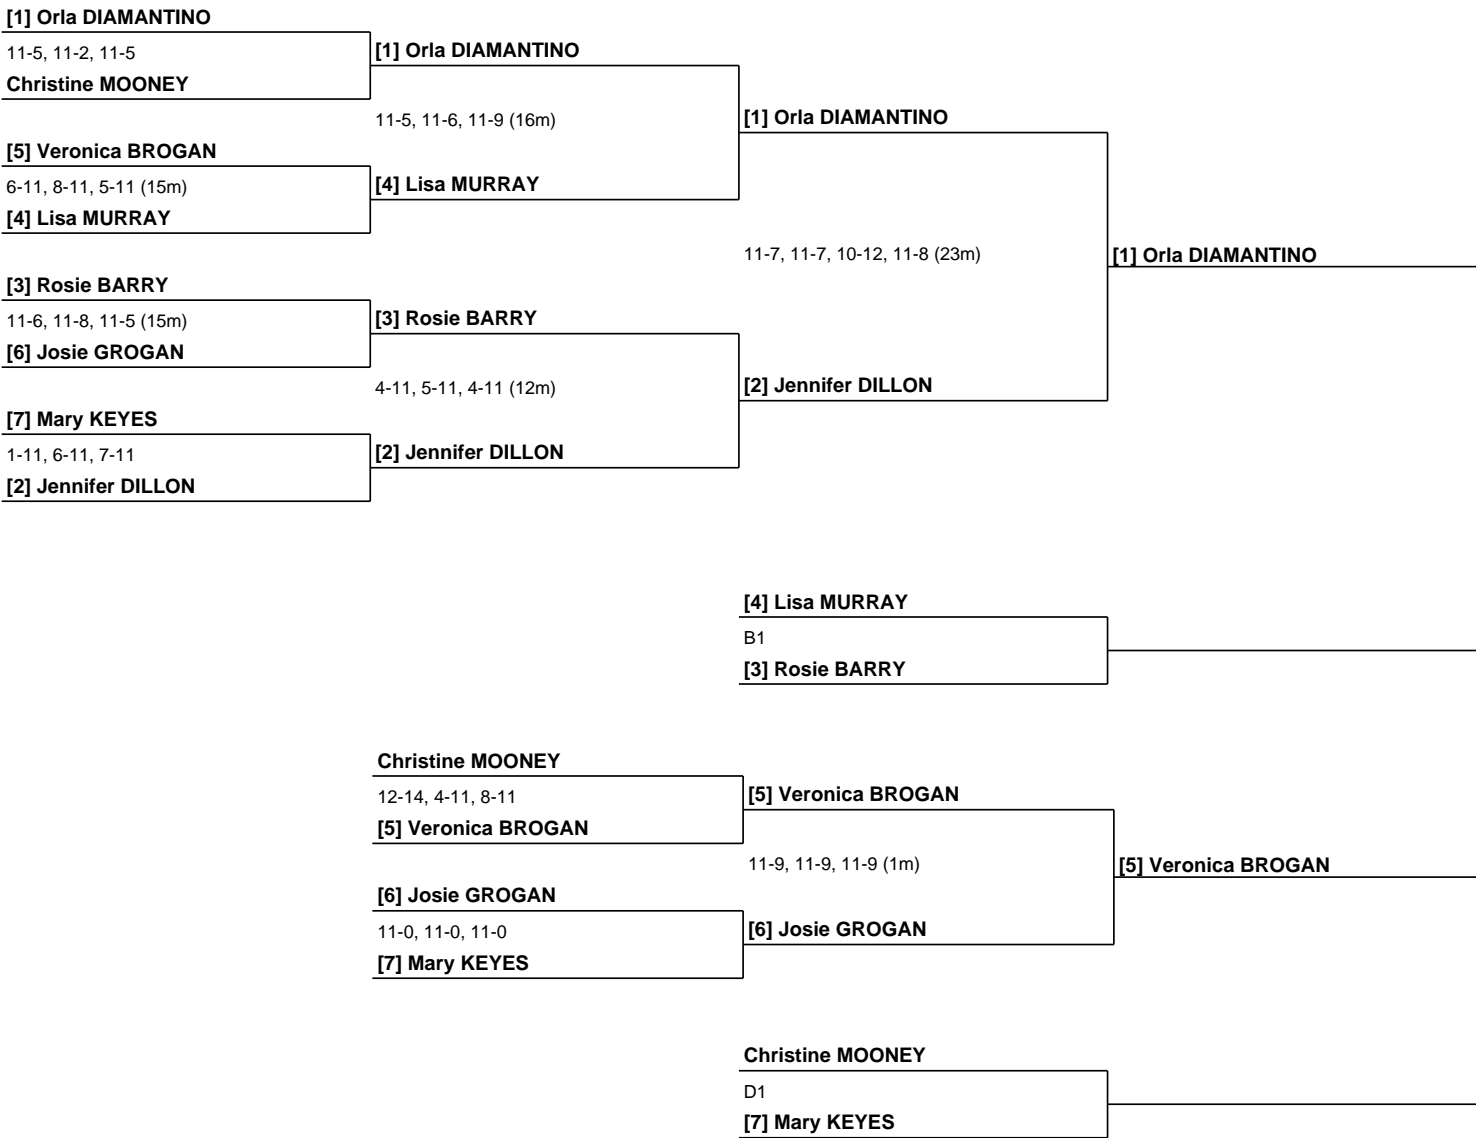 [1] Orla DIAMANTINO
11-5, 11-2, 11-5
Christine MOONEY
[5] Veronica BROGAN
6-11, 8-11, 5-11 (15m)
[4] Lisa MURRAY
[3] Rosie BARRY
11-6, 11-8, 11-5 (15m)
[6] Josie GROGAN
[7] Mary KEYES
1-11, 6-11, 7-11
[2] Jennifer DILLON
[1] Orla DIAMANTINO
11-5, 11-6, 11-9 (16m)
[4] Lisa MURRAY
[3] Rosie BARRY
4-11, 5-11, 4-11 (12m)
[2] Jennifer DILLON
[1] Orla DIAMANTINO
11-7, 11-7, 10-12, 11-8 (23m)
[2] Jennifer DILLON
[1] Orla DIAMANTINO
[4] Lisa MURRAY
B1
[3] Rosie BARRY
Christine MOONEY
12-14, 4-11, 8-11
[5] Veronica BROGAN
[6] Josie GROGAN
11-0, 11-0, 11-0
[7] Mary KEYES
[5] Veronica BROGAN
11-9, 11-9, 11-9 (1m)
[6] Josie GROGAN
[5] Veronica BROGAN
Christine MOONEY
D1
[7] Mary KEYES